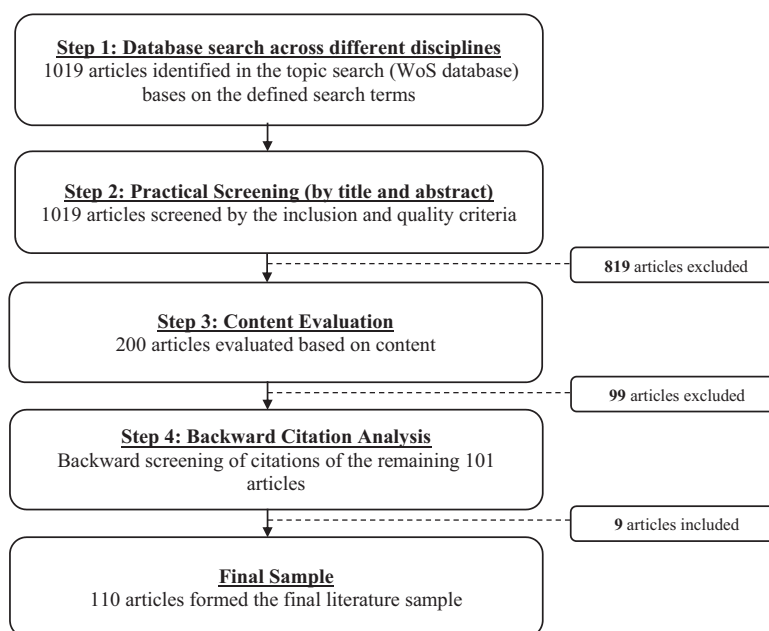 Step 1: Database search across different disciplines
1019 articles identified in the topic search (WoS database)
bases on the defined search terms
Step 2: Practical Screening (by title and abstract)
1019 articles screened by the inclusion and quality criteria
819 articles excluded
Step 3: Content Evaluation
200 articles evaluated based on content
99 articles excluded
Step 4: Backward Citation Analysis
Backward screening of citations of the remaining 101
articles
9 articles included
Final Sample
110 articles formed the final literature sample